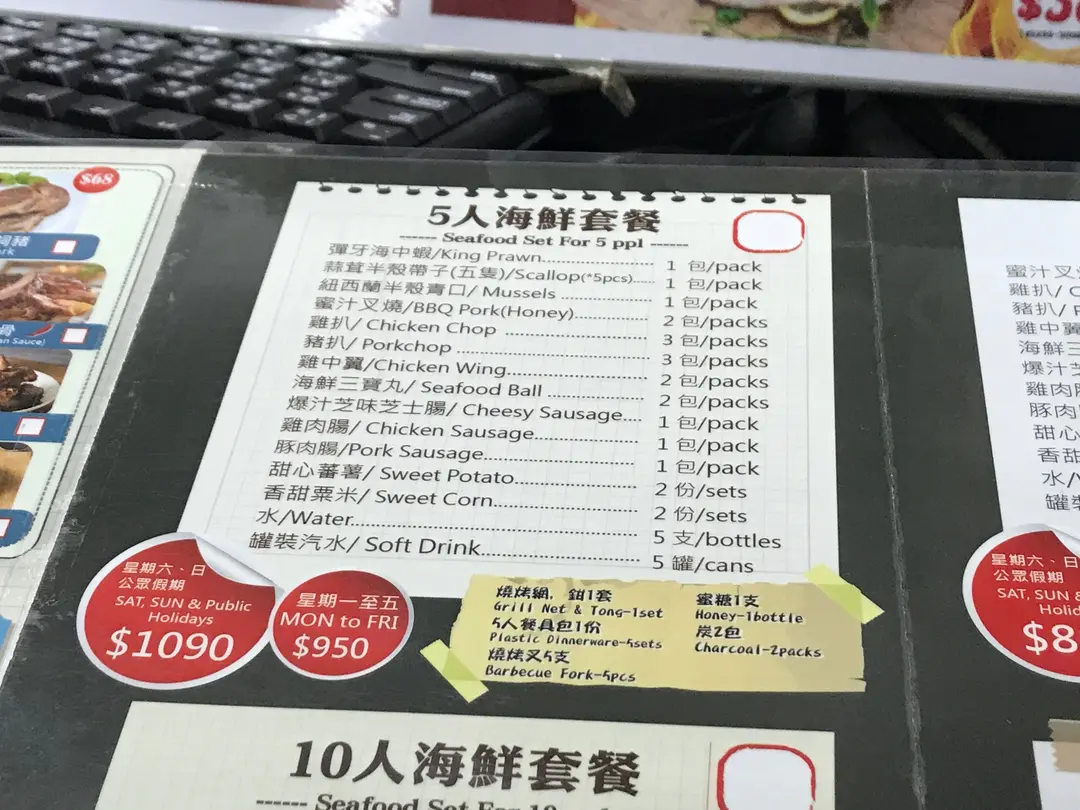 $68
5人海鮮套餐
------ Seafood Set For 5 ppl ------
彈牙海中蝦/King Prawn.................... 1 包/pack
蒜茸半殼帶子(五隻)/Scallop(*5pcs)..... 1 包/pack
紐西蘭半殼青口/ Mussels ................ 1 包/pack
蜜汁叉燒/BBQ Pork(Honey)............. 2 包/packs
雞扒/ Chicken Chop ......................... 3 包/packs
豬扒/ Porkchop ................................ 3 包/packs
雞中翼/Chicken Wing........................ 2 包/packs
海鮮三寶丸/ Seafood Ball .................. 2 包/packs
爆汁芝味芝士腸/ Cheesy Sausage.... 1 包/pack
雞肉腸/ Chicken Sausage.................. 1 包/pack
豚肉腸/Pork Sausage........................ 1 包/pack
甜心蕃薯/ Sweet Potato.................... 2 份/sets
香甜粟米/ Sweet Corn....................... 2 份/sets
水/Water............................................ 5 支/bottles
罐裝汽水/ Soft Drink......................... 5 罐/cans
星期六、日
公眾假期
SAT, SUN & Public
Holidays
$1090
星期一至五
MON to FRI
$950
燒烤網，鉗1套
Grill Net & Tong-1set
5人餐具包1份
Plastic Dinnerware-5sets
燒烤叉5支
Barbecue Fork-5pcs
蜜糖1支
Honey-1bottle
炭2包
Charcoal-2packs
10人海鮮套餐
------ Seafood Set For 10
蜜汁叉
雞扒/ C
豬扒/
雞中翼
海鮮三
爆汁芝
雞肉腸
豚肉
甜心
香甜
水/
罐裝
星期六、
公眾假期
SAT, SUN &
$8